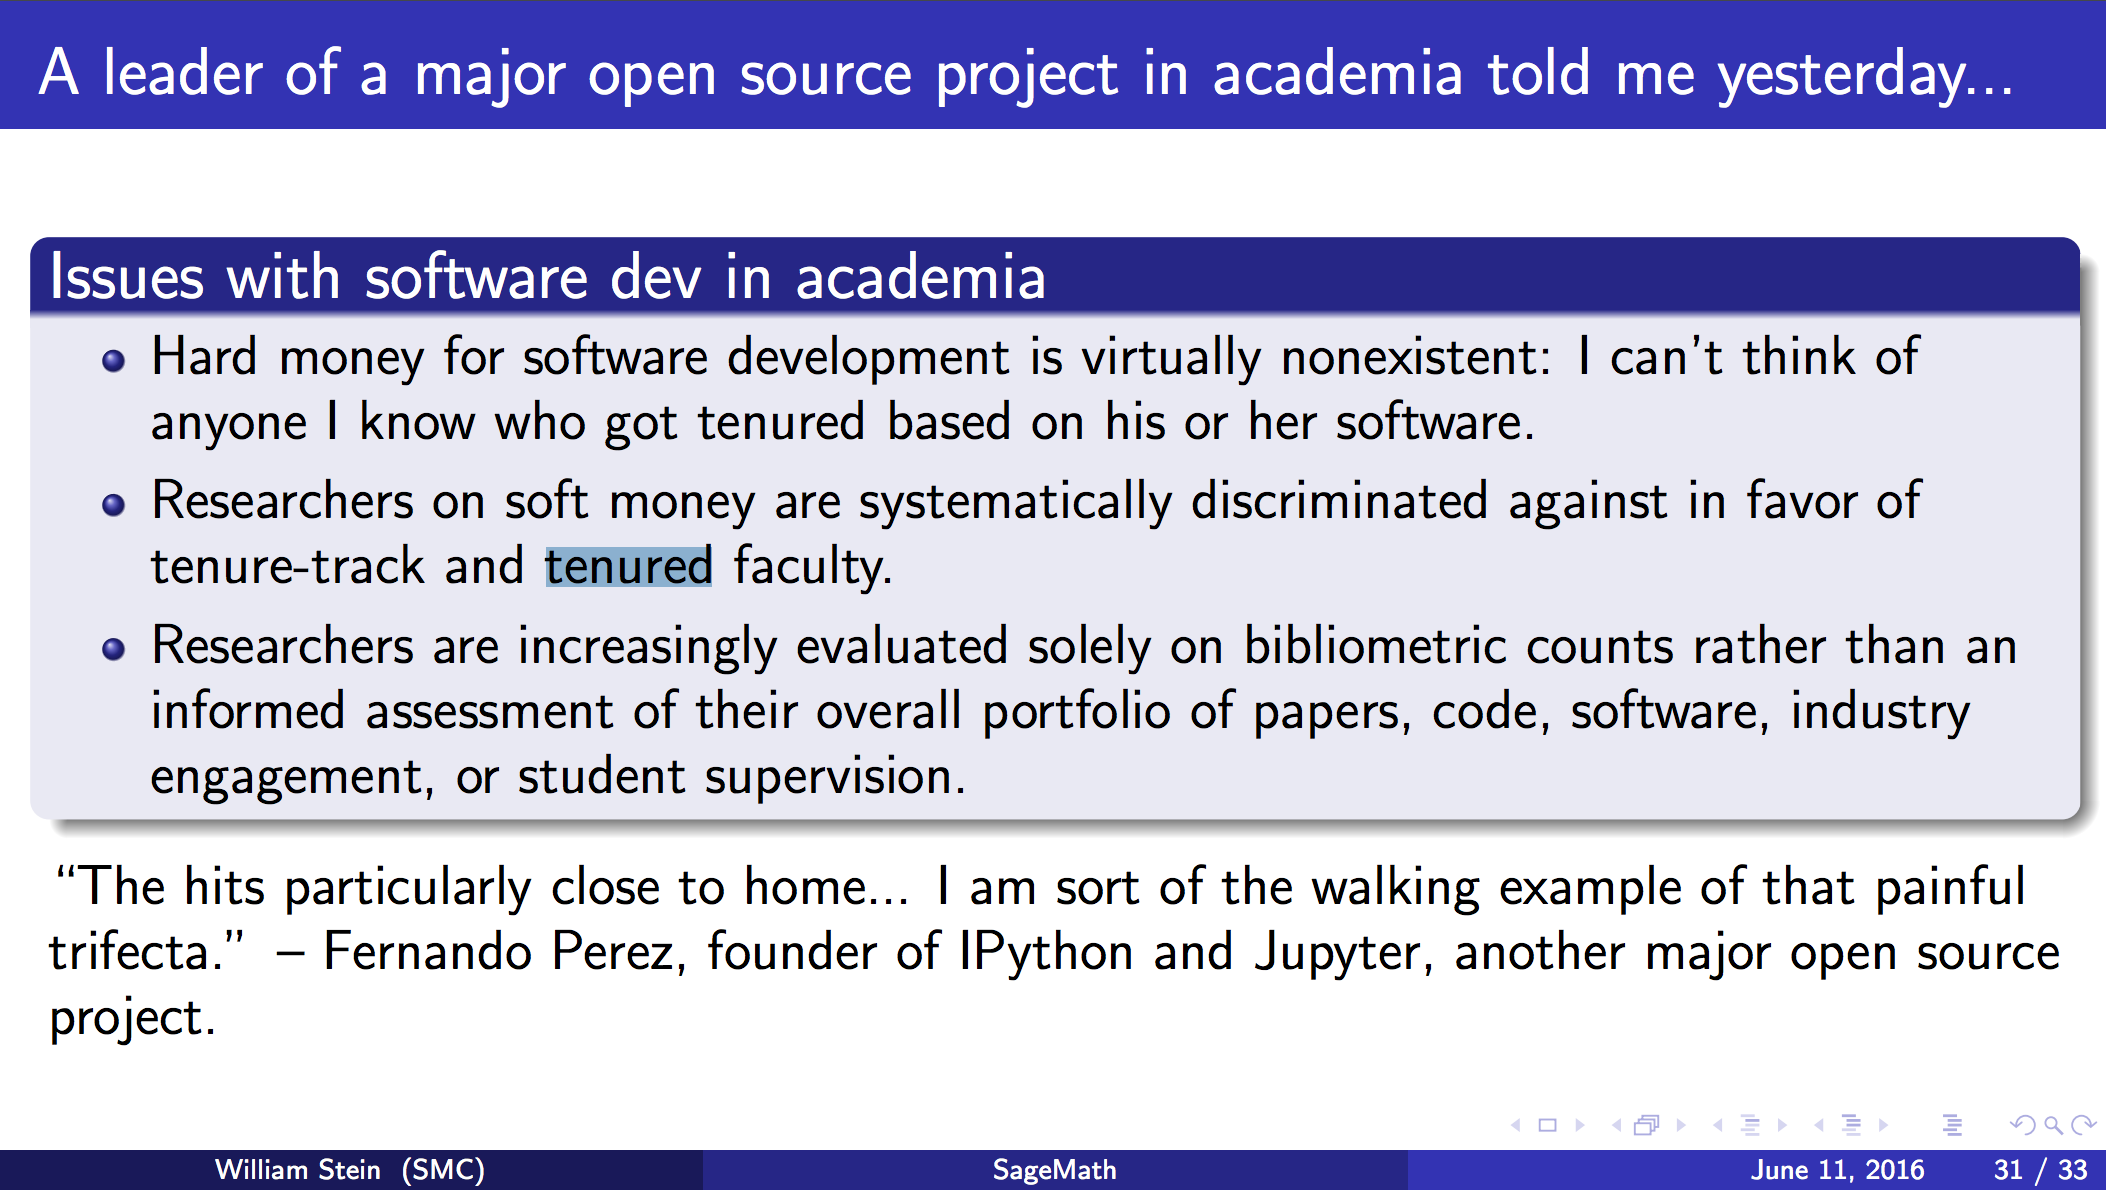 A leader of a major open source project in academia told me yesterday...
Issues with software dev in academia
Hard money for software development is virtually nonexistent: I can't think of
anyone I know who got tenured based on his or her software.
Researchers on soft money are systematically discriminated against in favor of
tenure-track and tenured faculty.
Researchers are increasingly evaluated solely on bibliometric counts rather than an
informed assessment of their overall portfolio of papers, code, software, industry
engagement, or student supervision.
“The hits particularly close to home... I am sort of the walking example of that painful
trifecta.” – Fernando Perez, founder of IPython and Jupyter, another major open source
project.
William Stein (SMC) SageMath June 11, 2016 31 / 33